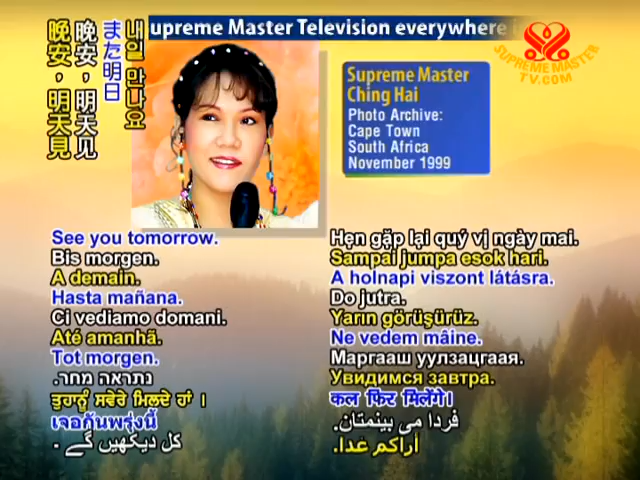 upreme Master Television everywhere i
SUPREME MASTER
TV.COM
내일 만나요
また明日
晚安，明天见
晚安，明天見
Supreme Master
Ching Hai
Photo Archive:
Cape Town
South Africa
November 1999
See you tomorrow.
Bis morgen.
A demain.
Hasta mañana.
Ci vediamo domani.
Até amanhã.
Tot morgen.
נתראה מחר.
ਤੁਹਾਨੂੰ ਸਵੇਰੇ ਮਿਲਦੇ ਹਾਂ ।
เจอกันพรุ่งนี้
کل دیکھیں گے .
Hẹn gặp lại quý vị ngày mai.
Sampai jumpa esok hari.
A holnapi viszont látásra.
Do jutra.
Yarın görüşürüz.
Ne vedem mâine.
Маргааш уулзацгаая.
Увидимся завтра.
कल फिर मिलेंगे।
فردا می بینمتان.
أراكم غدا.